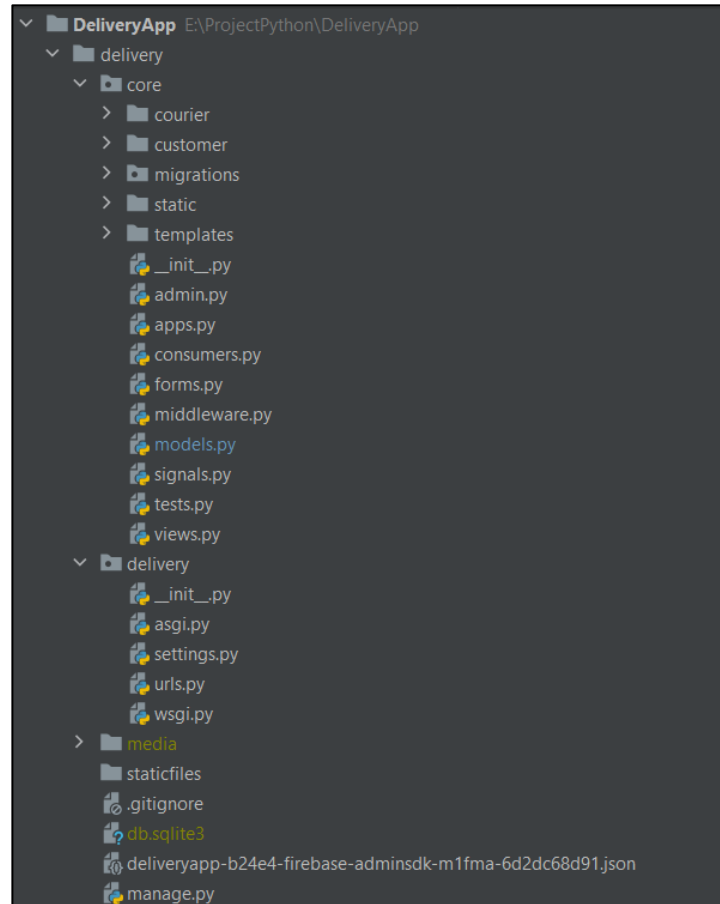 DeliveryApp E:\ProjectPython\DeliveryApp
delivery
core
courier
customer
migrations
static
templates
__init__.py
admin.py
apps.py
consumers.py
forms.py
middleware.py
models.py
signals.py
tests.py
views.py
delivery
__init__.py
asgi.py
settings.py
urls.py
wsgi.py
media
staticfiles
.gitignore
db.sqlite3
deliveryapp-b24e4-firebase-adminsdk-m1fma-6d2dc68d91.json
manage.py